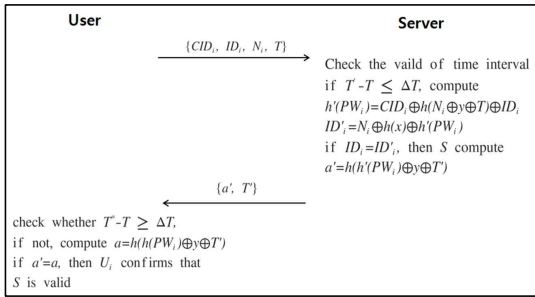 User
Server
{CIDᵢ, IDᵢ, Nᵢ, T}
Check the vaild of time interval
if T′-T ≤ ΔT, compute
h'(PWᵢ)=CIDᵢ⊕h(Nᵢ⊕y⊕T)⊕IDᵢ
ID'ᵢ=Nᵢ⊕h(x)⊕h'(PWᵢ)
if IDᵢ=ID'ᵢ, then S compute
a'=h(h'(PWᵢ)⊕y⊕T')
{a', T'}
check whether T″-T ≥ ΔT,
if not, compute a=h(h(PWᵢ)⊕y⊕T')
if a'=a, then Uᵢ confirms that
S is valid